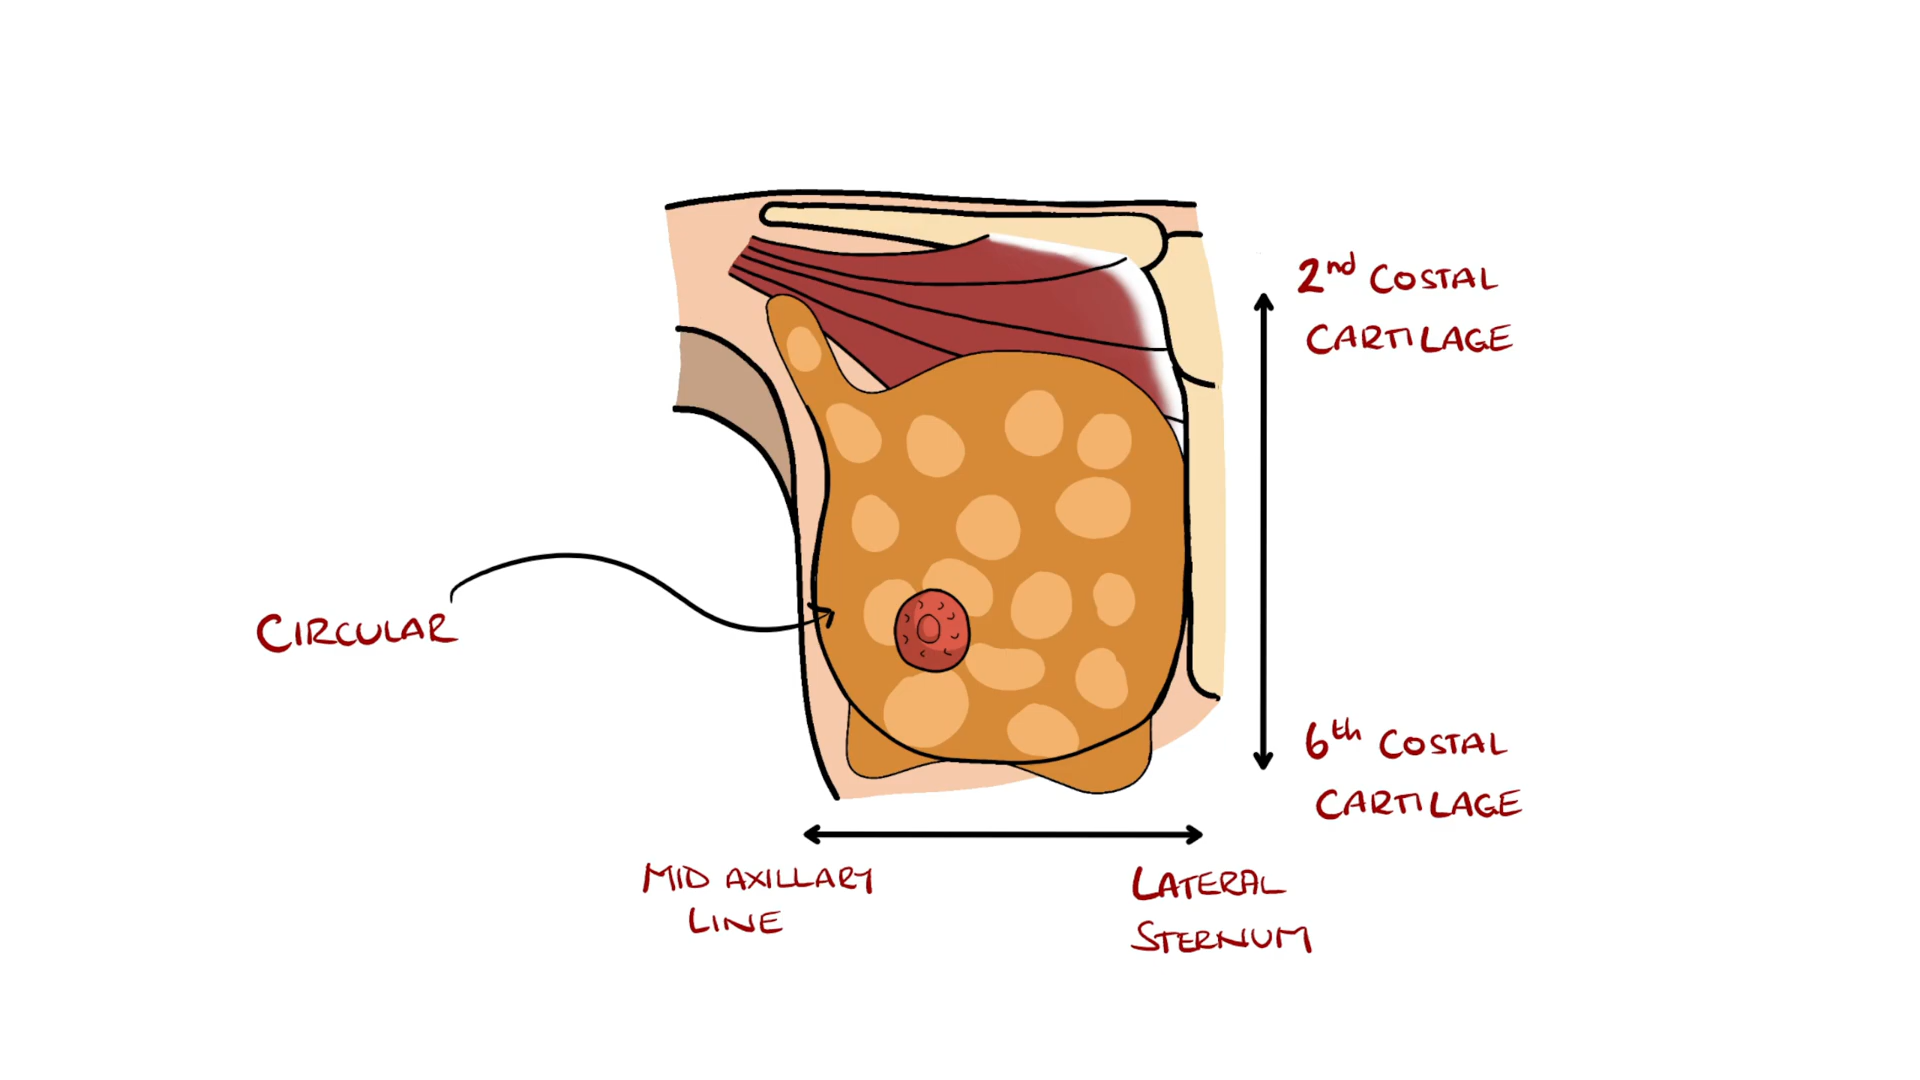 2nd COSTAL
CARTILAGE
CIRCULAR
6th COSTAL
CARTILAGE
MID AXILLARY
LINE
LATERAL
STERNUM